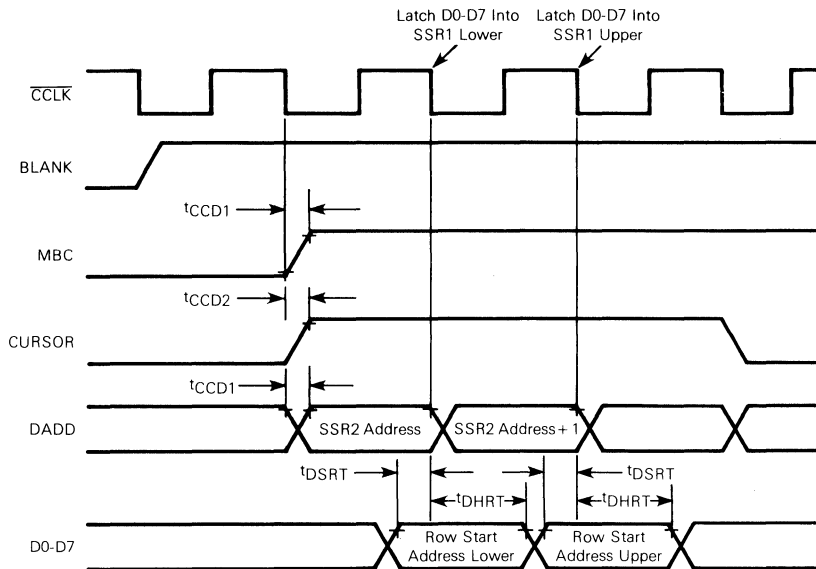 Latch D0-D7 Into
SSR1 Lower
Latch D0-D7 Into
SSR1 Upper
CCLK
BLANK
tCCD1
MBC
tCCD2
CURSOR
tCCD1
DADD
SSR2 Address
SSR2 Address+ 1
tDSRT
tDSRT
tDHRT
tDHRT
D0-D7
Row Start
Address Lower
Row Start
Address Upper